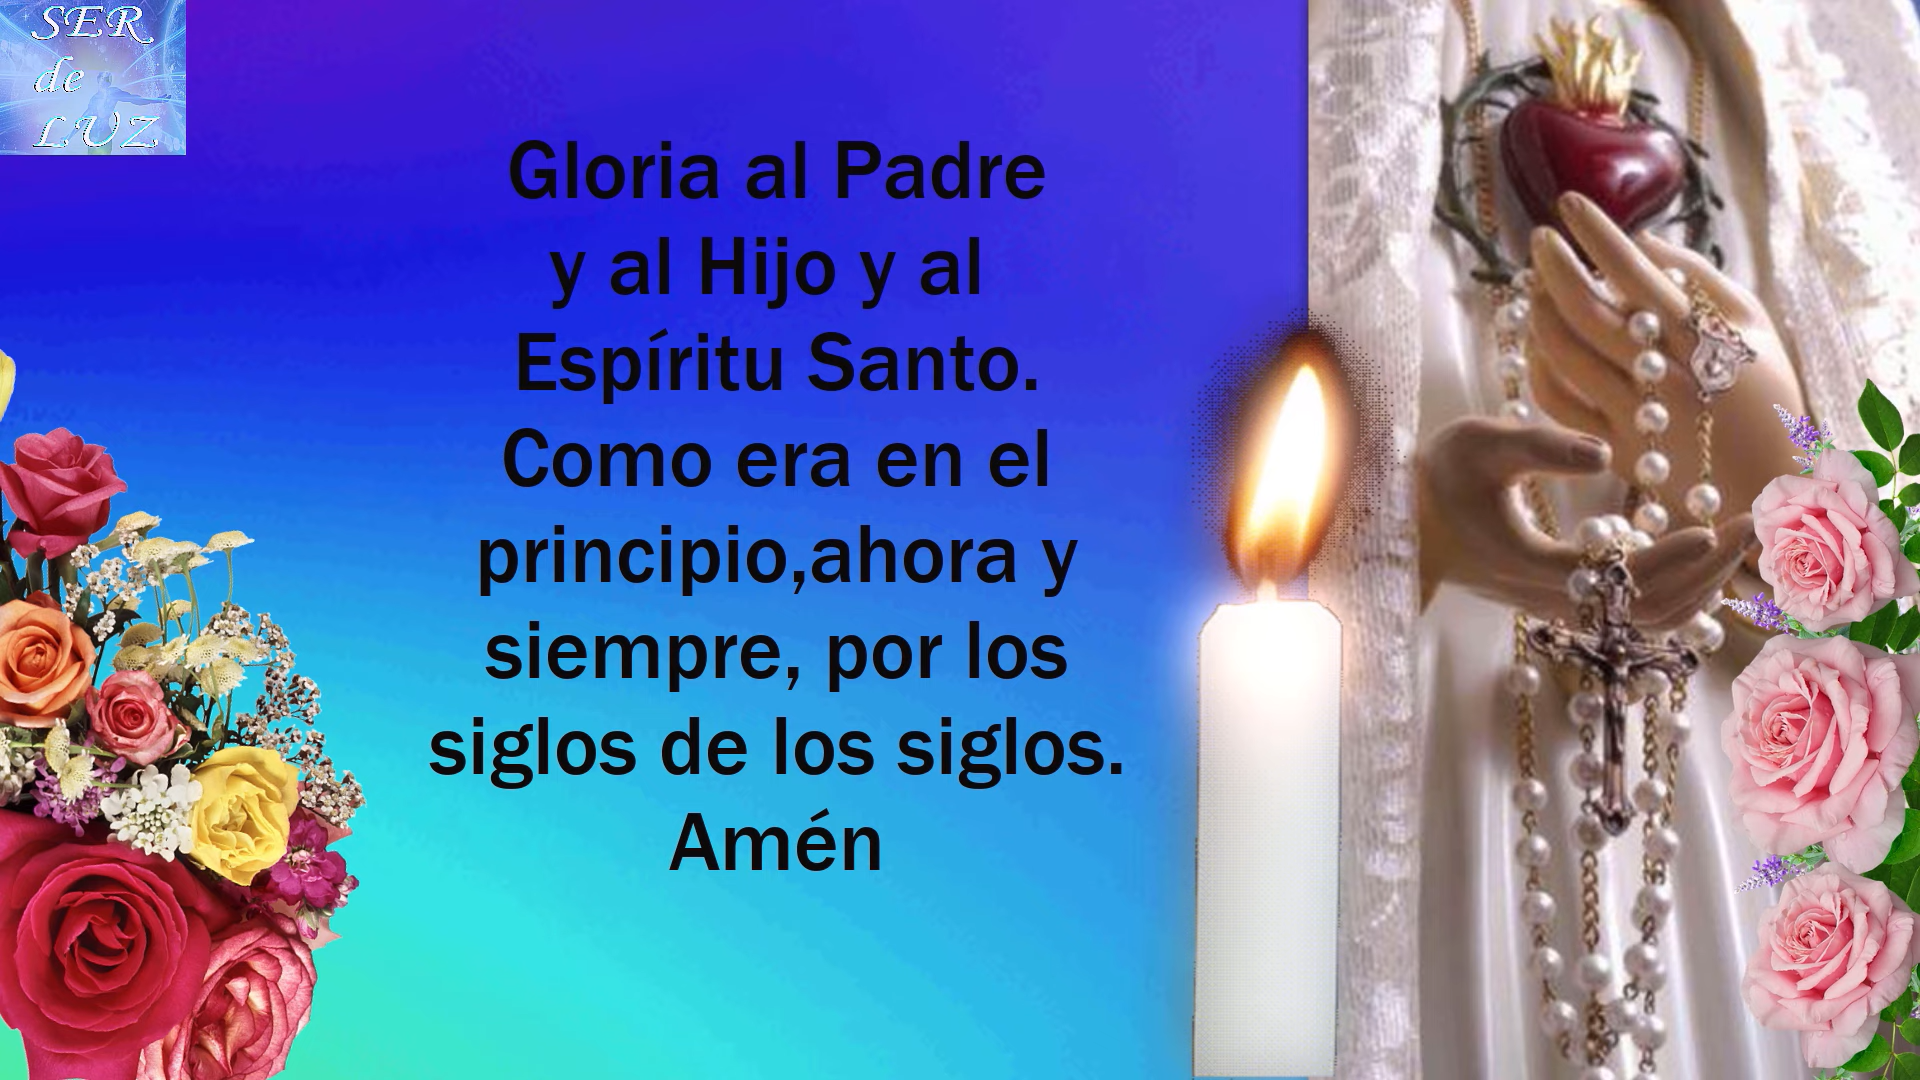 SER
de
LUZ
Gloria al Padre
y al Hijo y al
Espíritu Santo.
Como era en el
principio,ahora y
siempre, por los
siglos de los siglos.
Amén